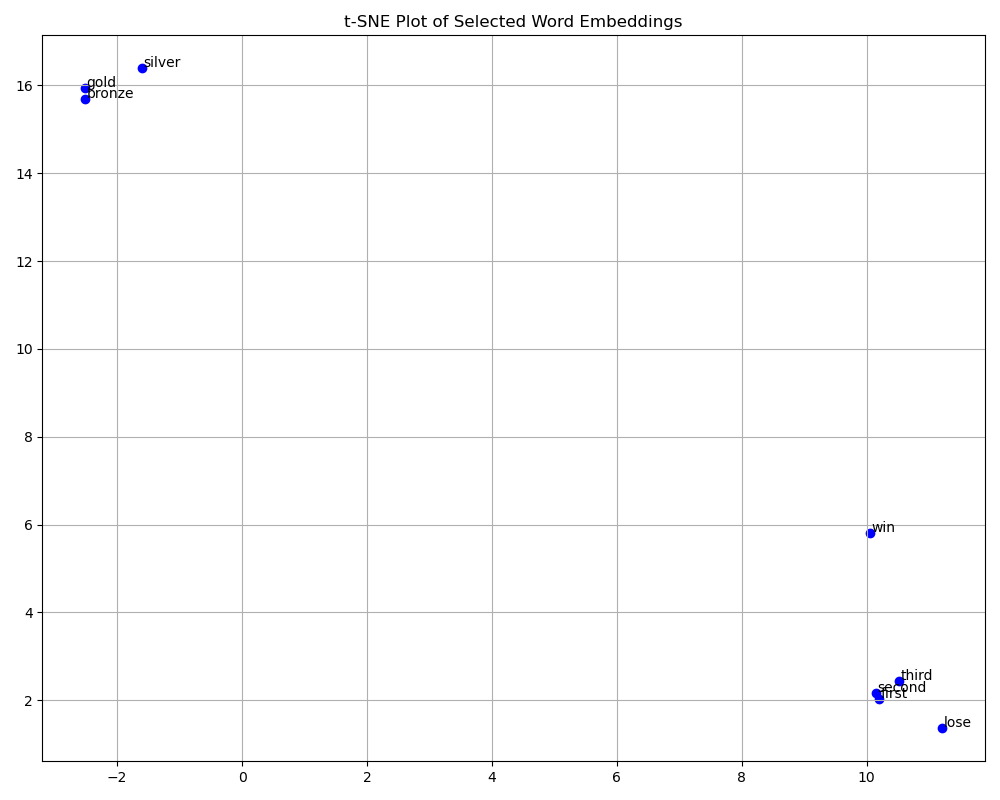 t-SNE Plot of Selected Word Embeddings
silver
gold
bronze
16
14
12
10
8
win
6
4
third
second
first
2
lose
−2
0
2
4
6
8
10